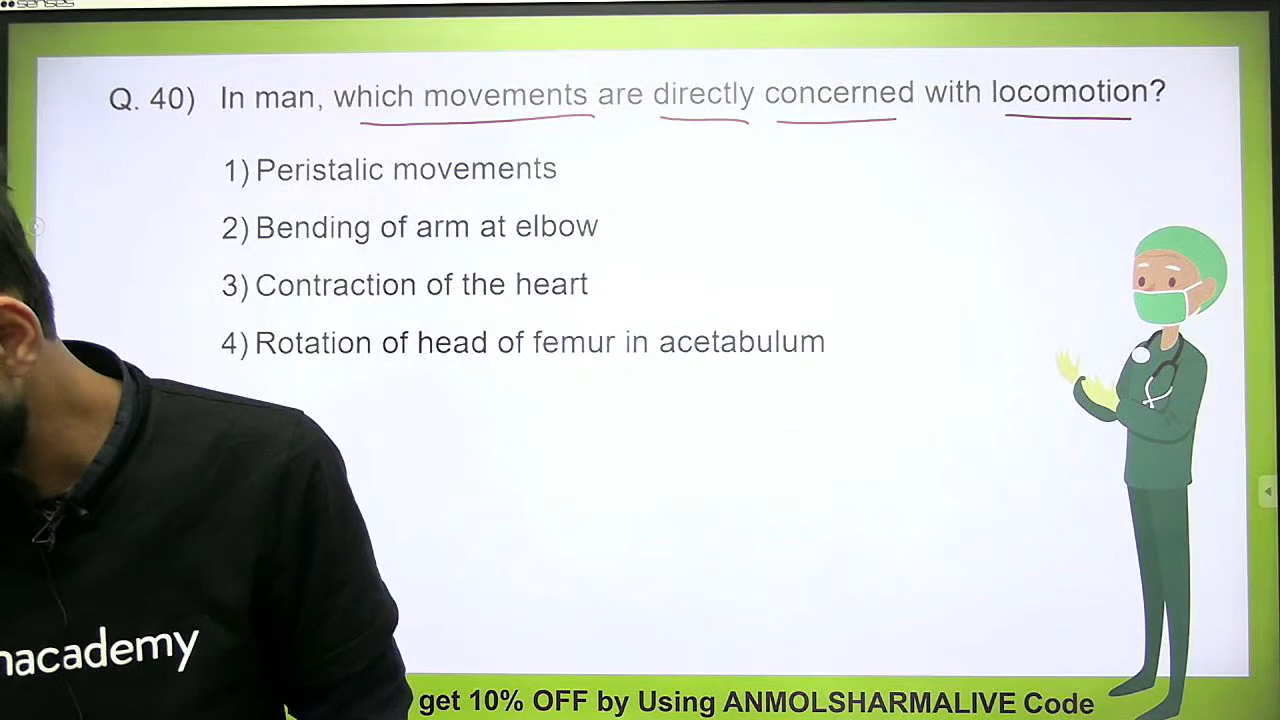 senses
Q. 40) In man, which movements are directly concerned with locomotion?
1) Peristalic movements
2) Bending of arm at elbow
3) Contraction of the heart
4) Rotation of head of femur in acetabulum
nacademy
get 10% OFF by Using ANMOLSHARMALIVE Code